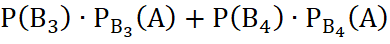 P(B₃) · P_{B₃}(A) + P(B₄) · P_{B₄}(A)